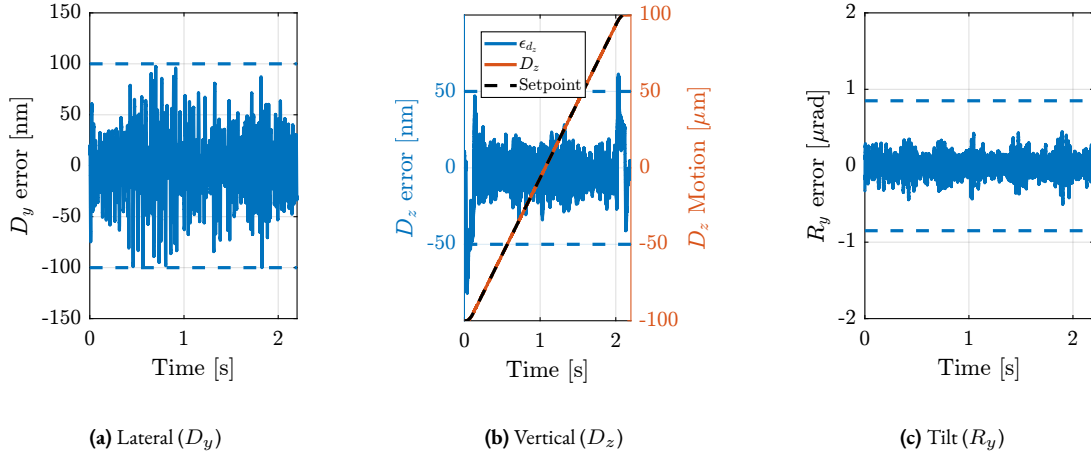 150
100
50
0
-50
-100
-150
D_y error [nm]
0 1 2
Time [s]
(a) Lateral (D_y)
ϵ_{d_z}
D_z
Setpoint
50
0
-50
D_z error [nm]
100
50
0
-50
-100
D_z Motion [μm]
0 1 2
Time [s]
(b) Vertical (D_z)
2
1
0
-1
-2
R_y error [μrad]
0 1 2
Time [s]
(c) Tilt (R_y)